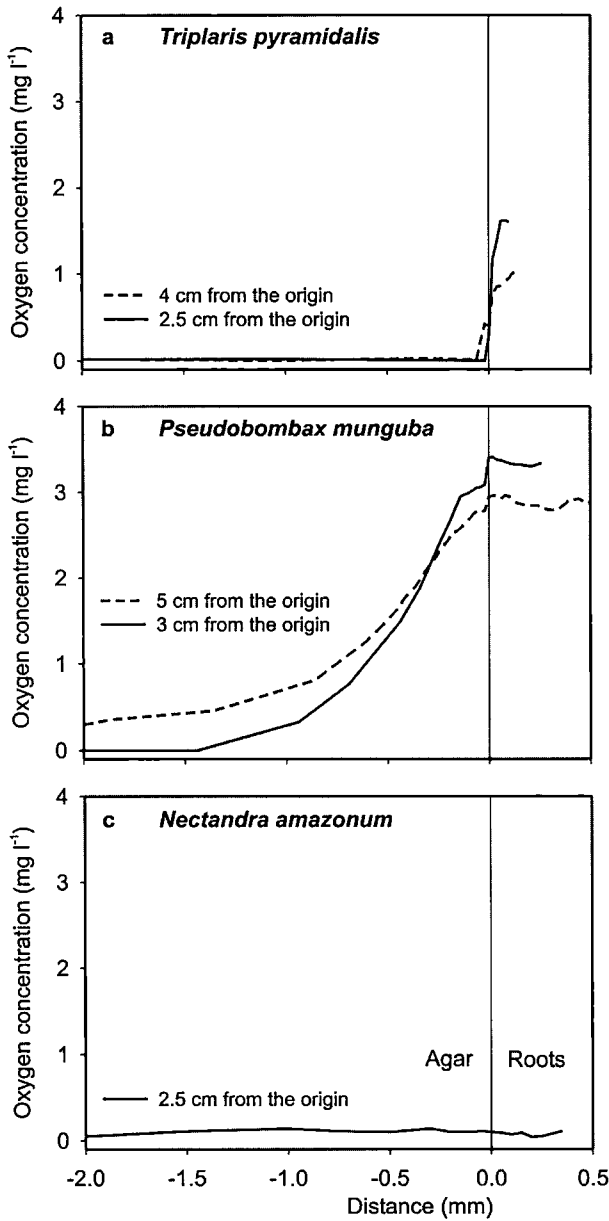 Oxygen concentration (mg l-1)
4
3
2
1
0
a Triplaris pyramidalis
4 cm from the origin
2.5 cm from the origin
Oxygen concentration (mg l-1)
4
3
2
1
0
b Pseudobombax munguba
5 cm from the origin
3 cm from the origin
Oxygen concentration (mg l-1)
4
3
2
1
0
c Nectandra amazonum
Agar Roots
2.5 cm from the origin
-2.0 -1.5 -1.0 -0.5 0.0 0.5
Distance (mm)